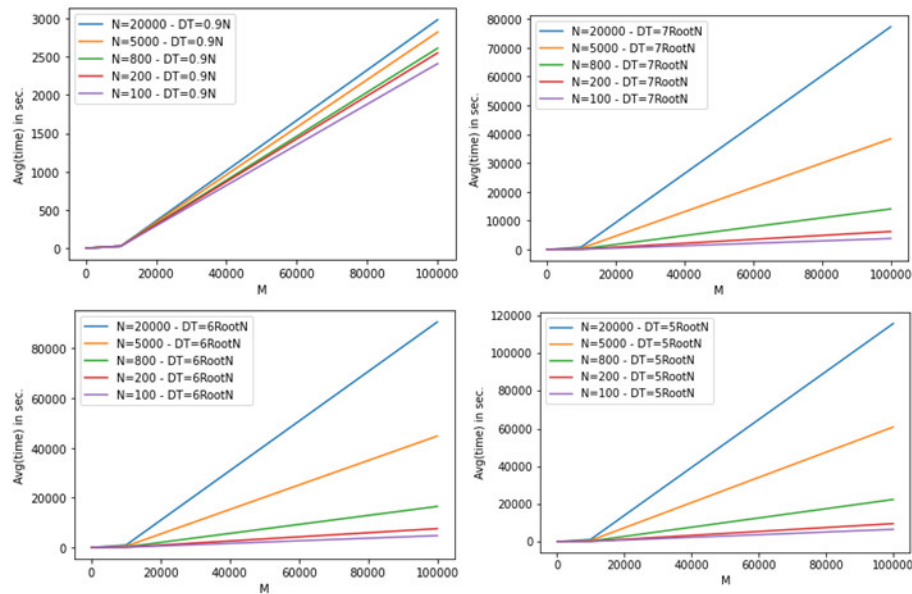 N=20000 - DT=0.9N
N=5000 - DT=0.9N
N=800 - DT=0.9N
N=200 - DT=0.9N
N=100 - DT=0.9N
3000
2500
2000
1500
1000
500
0
Avg(time) in sec.
0 20000 40000 60000 80000 100000
M
N=20000 - DT=7RootN
N=5000 - DT=7RootN
N=800 - DT=7RootN
N=200 - DT=7RootN
N=100 - DT=7RootN
80000
70000
60000
50000
40000
30000
20000
10000
0
Avg(time) in sec.
0 20000 40000 60000 80000 100000
M
N=20000 - DT=6RootN
N=5000 - DT=6RootN
N=800 - DT=6RootN
N=200 - DT=6RootN
N=100 - DT=6RootN
80000
60000
40000
20000
0
Avg(time) in sec.
0 20000 40000 60000 80000 100000
M
N=20000 - DT=5RootN
N=5000 - DT=5RootN
N=800 - DT=5RootN
N=200 - DT=5RootN
N=100 - DT=5RootN
120000
100000
80000
60000
40000
20000
0
Avg(time) in sec.
0 20000 40000 60000 80000 100000
M